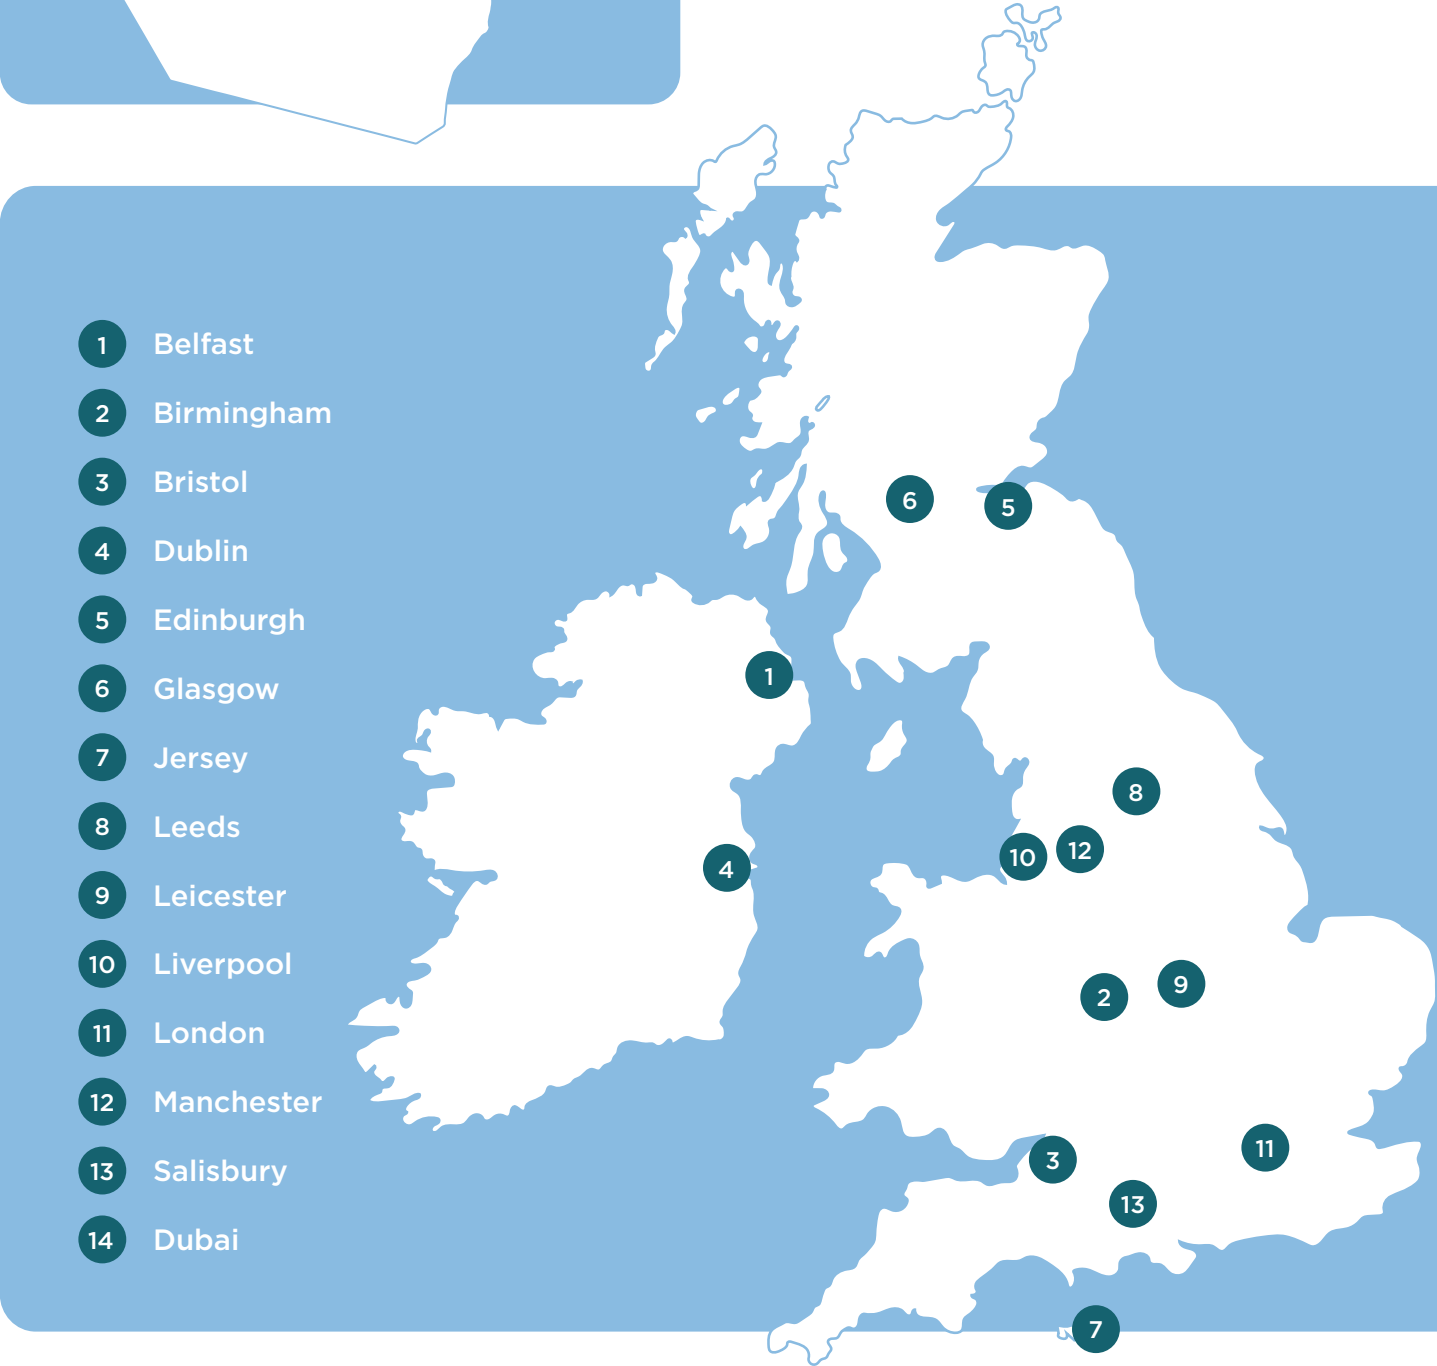 1 Belfast
2 Birmingham
3 Bristol
4 Dublin
5 Edinburgh
6 Glasgow
7 Jersey
8 Leeds
9 Leicester
10 Liverpool
11 London
12 Manchester
13 Salisbury
14 Dubai
6
5
1
8
12
10
4
9
2
11
3
13
7